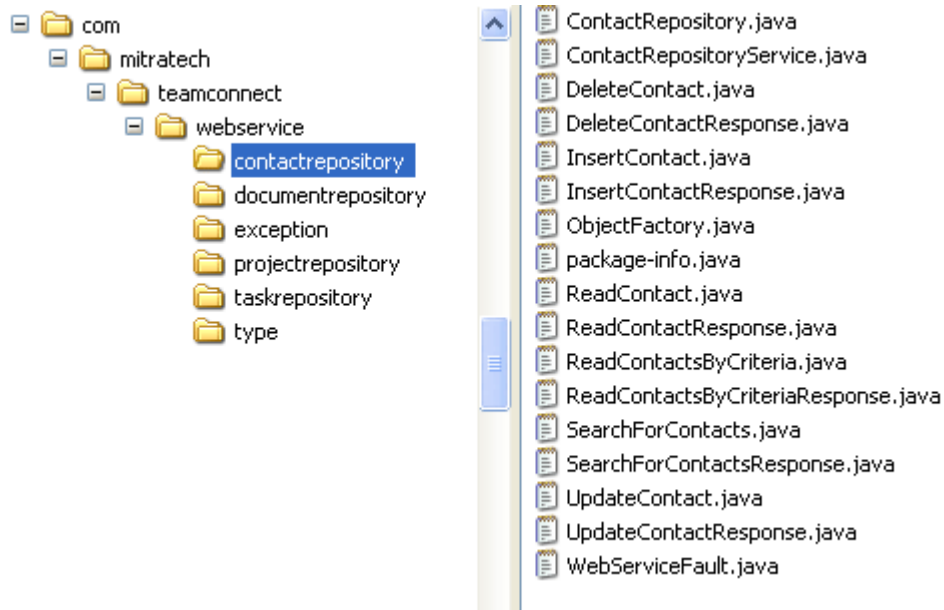 com
mitratech
teamconnect
webservice
contactrepository
documentrepository
exception
projectrepository
taskrepository
type
ContactRepository.java
ContactRepositoryService.java
DeleteContact.java
DeleteContactResponse.java
InsertContact.java
InsertContactResponse.java
ObjectFactory.java
package-info.java
ReadContact.java
ReadContactResponse.java
ReadContactsByCriteria.java
ReadContactsByCriteriaResponse.java
SearchForContacts.java
SearchForContactsResponse.java
UpdateContact.java
UpdateContactResponse.java
WebServiceFault.java